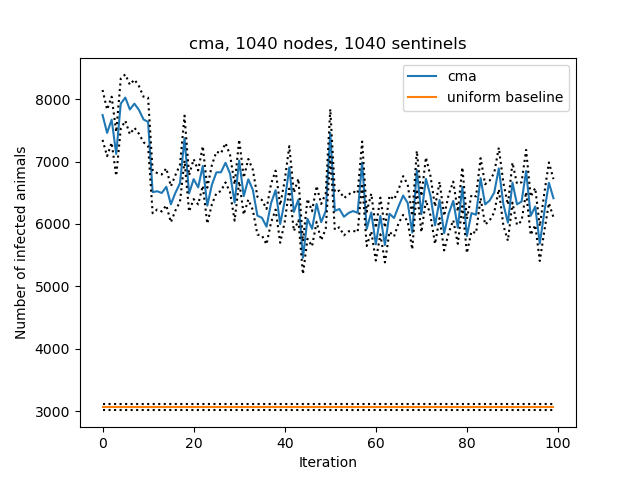 cma, 1040 nodes, 1040 sentinels
cma
uniform baseline
Number of infected animals
8000
7000
6000
5000
4000
3000
0 20 40 60 80 100
Iteration